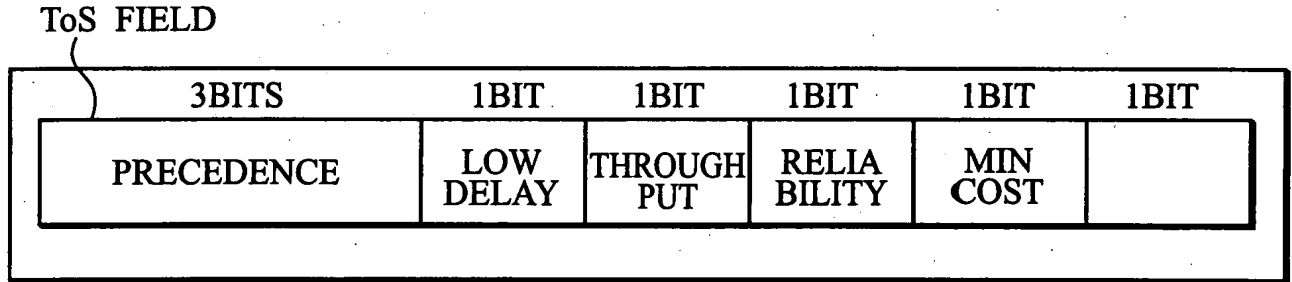 ToS FIELD
3BITS 1BIT 1BIT 1BIT 1BIT 1BIT
PRECEDENCE
LOW
DELAY
THROUGH
PUT
RELIA
BILITY
MIN
COST